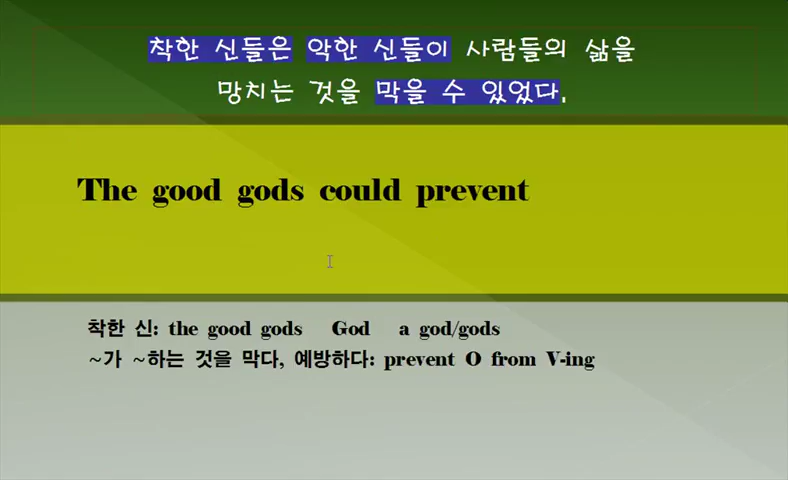 착한 신들은 악한 신들이 사람들의 삶을
망치는 것을 막을 수 있었다.
The good gods could prevent
착한 신: the good gods God a god/gods
~가 ~하는 것을 막다, 예방하다: prevent O from V-ing